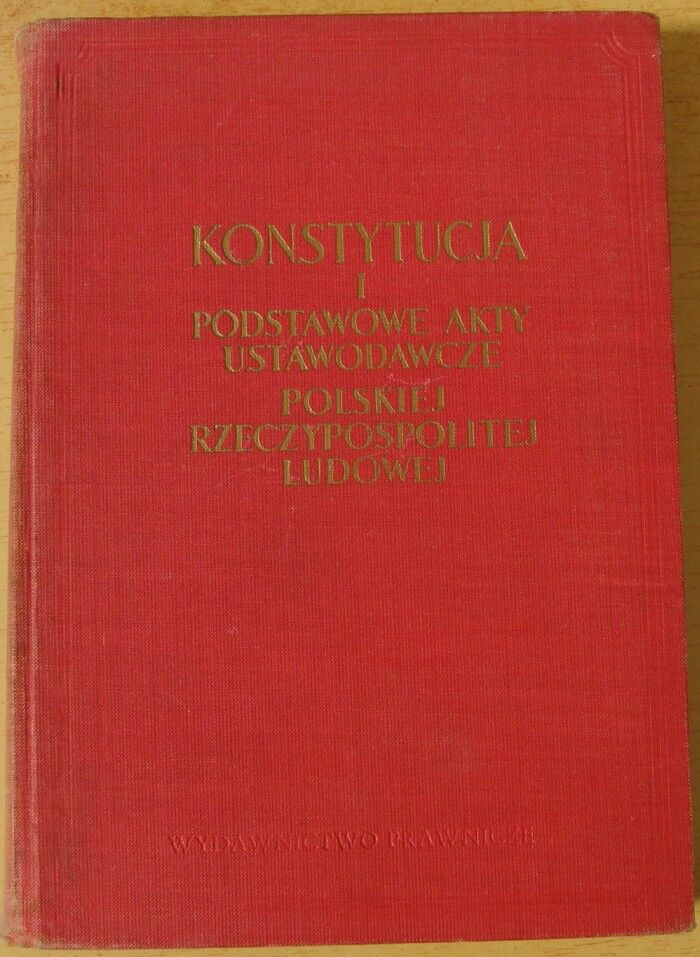 KONSTYTUCJA
I
PODSTAWOWE AKTY
USTAWODAWCZE
POLSKIEJ
RZECZYPOSPOLITEJ
LUDOWEJ
WYDAWNICTWO PRAWNICZE